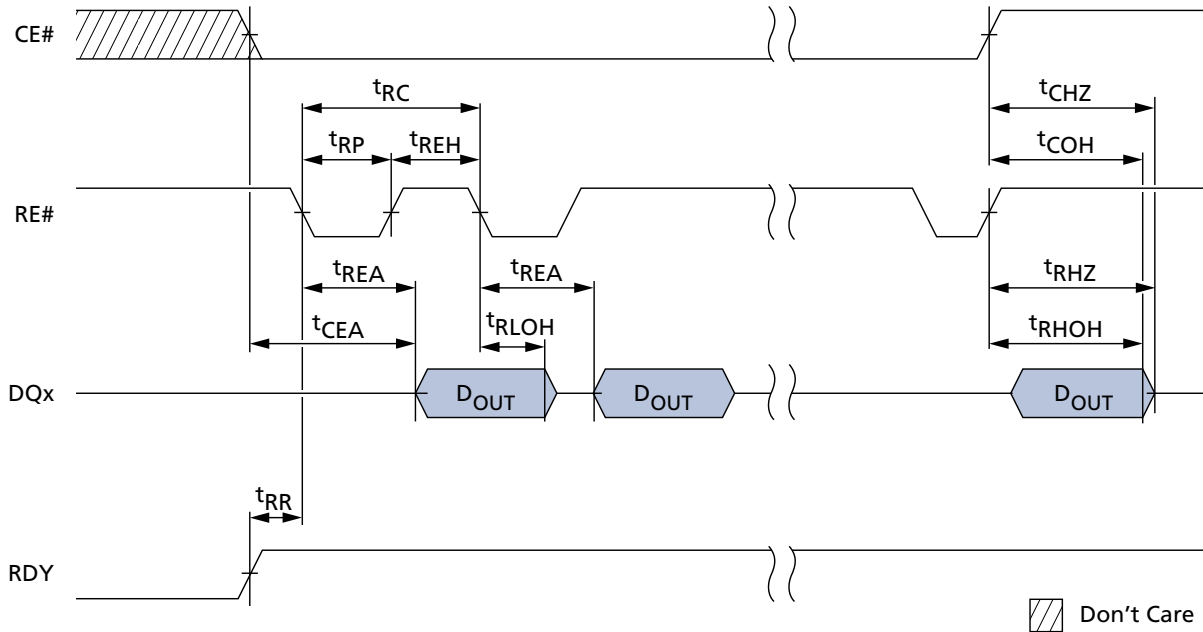 CE#
tRC
tCHZ
tRP
tREH
tCOH
RE#
tREA
tREA
tRHZ
tCEA
tRLOH
tRHOH
DQx
DOUT
DOUT
DOUT
tRR
RDY
Don't Care